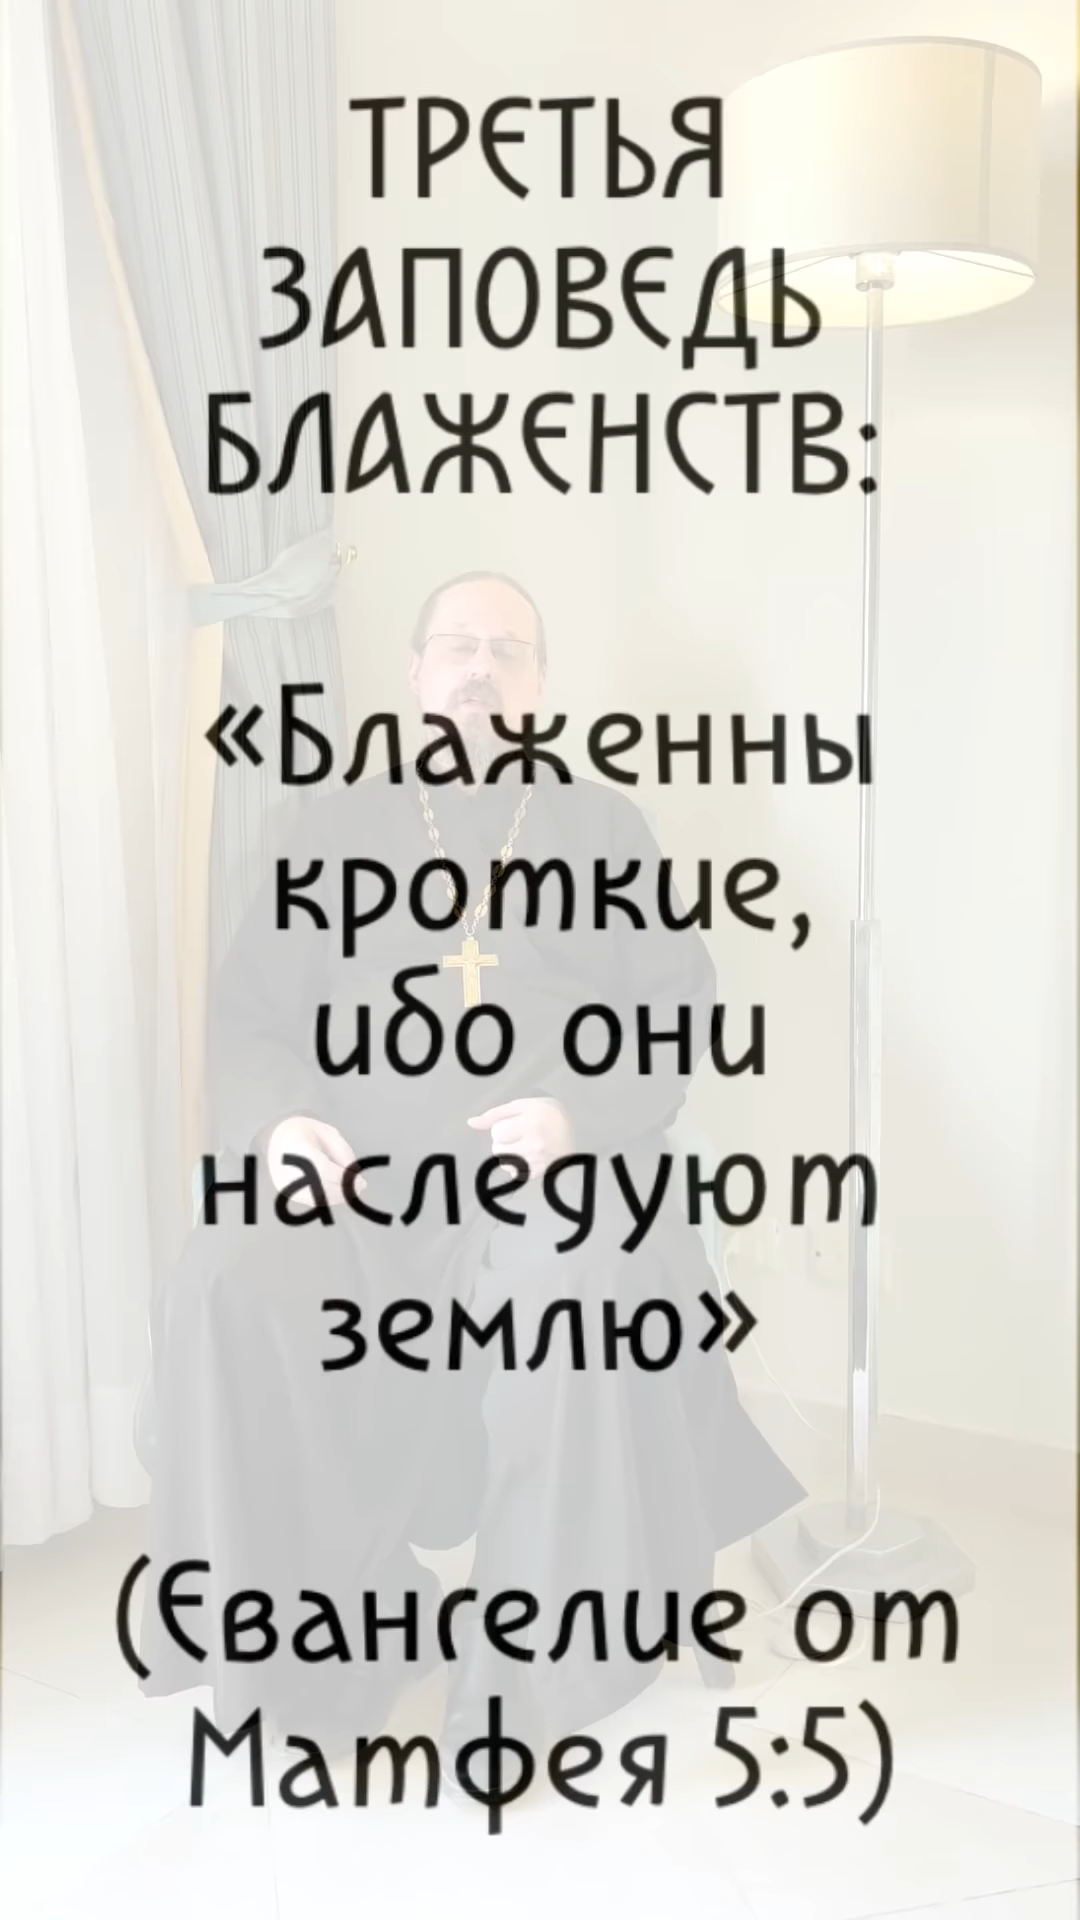 ТРЕТЬЯ
ЗАПОВЕДЬ
БЛАЖЕНСТВ:
«Блаженны
кроткие,
ибо они
наследуют
землю»
(Евангелие от
Матфея 5:5)